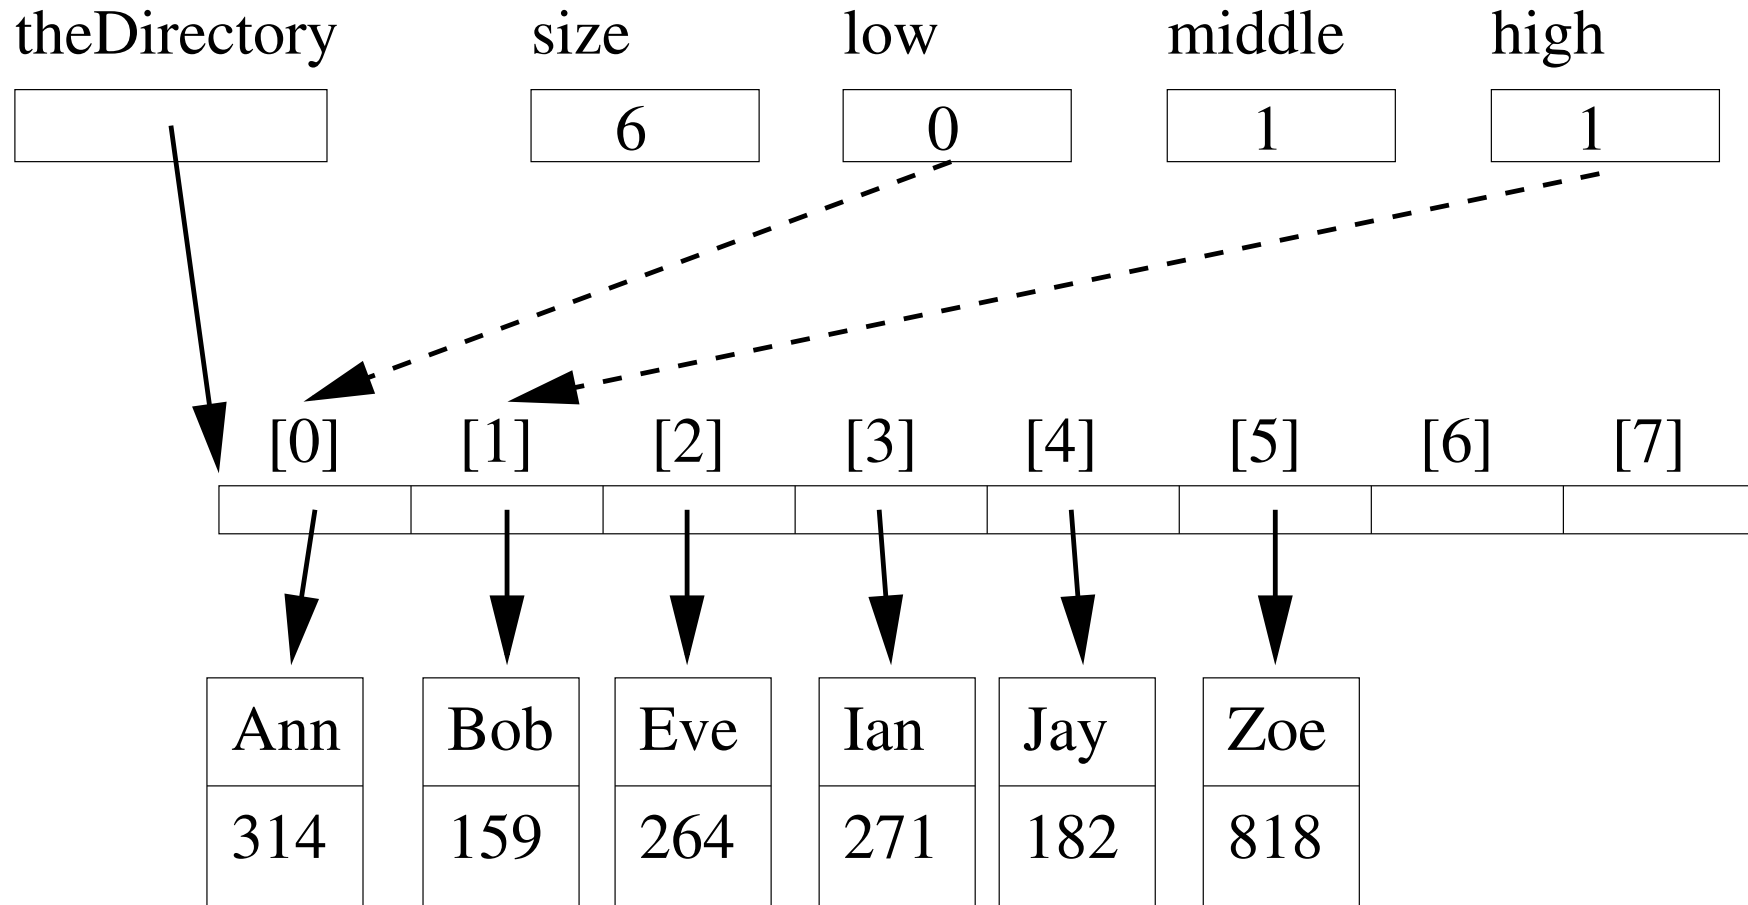 theDirectory size low middle high
6 0 1 1
[0] [1] [2] [3] [4] [5] [6] [7]
Ann Bob Eve Ian Jay Zoe
314 159 264 271 182 818